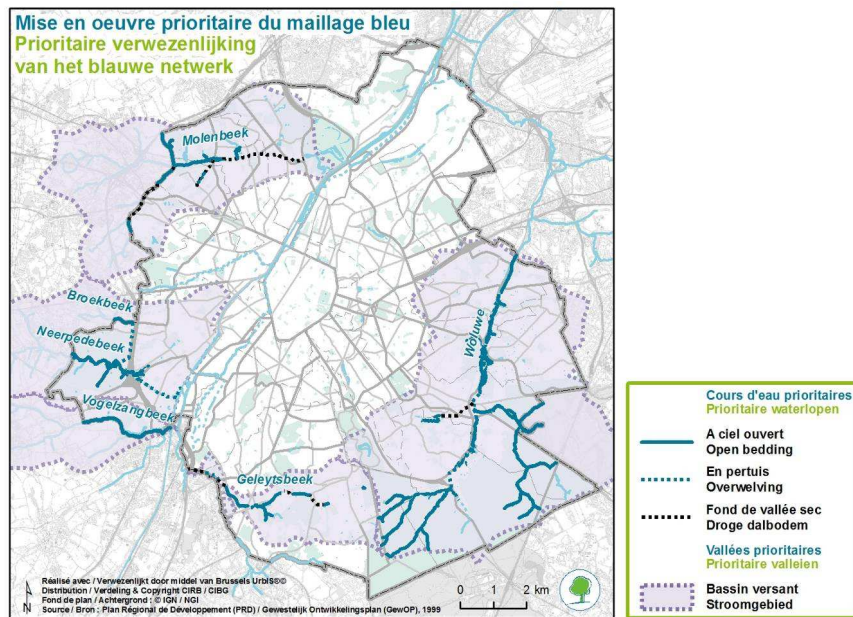 Mise en oeuvre prioritaire du maillage bleu
Prioritaire verwezenlijking
van het blauwe netwerk
Molenbeek
Broekbeek
Neerpedebeek
Vogelzangbeek
Woluwe
Geleytsbeek
Réalisé avec / Verwezenlijkt door middel van Brussels UrbIS®©
Distribution / Verdeling & Copyright CIRB / CIBG
Fond de plan / Achtergrond : © IGN / NGI
Source / Bron : Plan Régional de Développement (PRD) / Gewestelijk Ontwikkelingsplan (GewOP), 1999
N
0 1 2 km
Cours d'eau prioritaires
Prioritaire waterlopen
A ciel ouvert
Open bedding
En pertuis
Overwelving
Fond de vallée sec
Droge dalbodem
Vallées prioritaires
Prioritaire valleien
Bassin versant
Stroomgebied